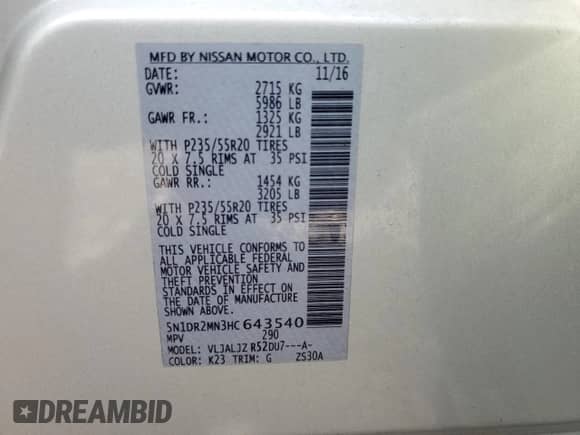 MFD BY NISSAN MOTOR CO., LTD.
DATE: 11/16
GVWR: 2715 KG
5986 LB
GAWR FR.: 1325 KG
2921 LB
WITH P235/55R20 TIRES
20 X 7.5 RIMS AT 35 PSI
COLD SINGLE
GAWR RR.: 1454 KG
3205 LB
WITH P235/55R20 TIRES
20 X 7.5 RIMS AT 35 PSI
COLD SINGLE
THIS VEHICLE CONFORMS TO
ALL APPLICABLE FEDERAL
MOTOR VEHICLE SAFETY AND
THEFT PREVENTION
STANDARDS IN EFFECT ON
THE DATE OF MANUFACTURE
SHOWN ABOVE.
5N1DR2MN3HC643540
MPV 290
MODEL: VLJALJZ R52DU7---A-
COLOR: K23 TRIM: G ZS30A
DREAMBID